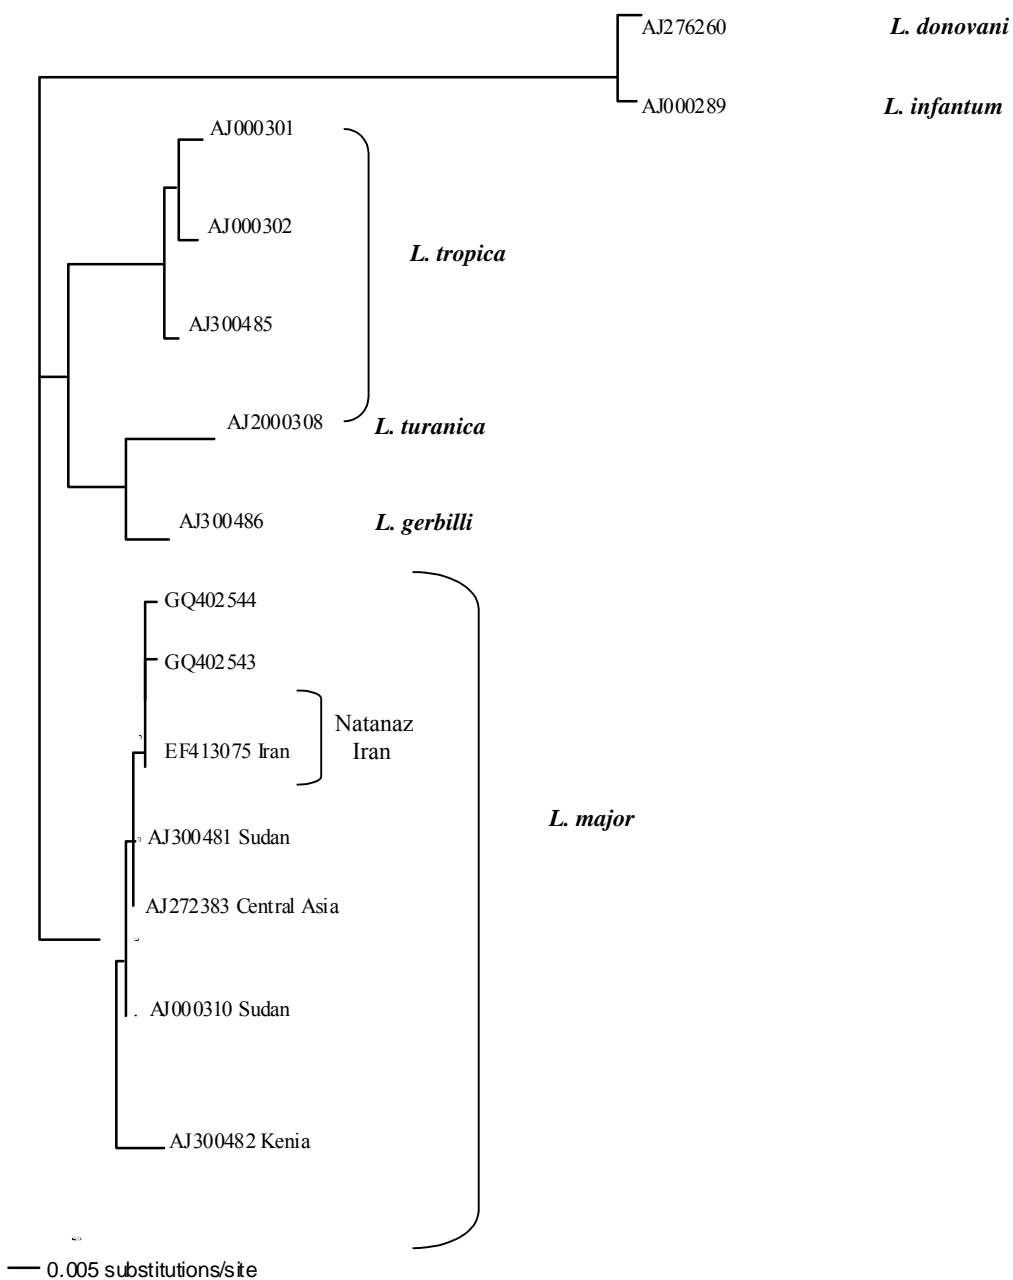 AJ276260 L. donovani
AJ000289 L. infantum
AJ000301
AJ000302
L. tropica
AJ300485
AJ2000308 L. turanica
AJ300486 L. gerbilli
GQ402544
GQ402543
Natanaz
Iran
EF413075 Iran
L. major
AJ300481 Sudan
AJ272383 Central Asia
AJ000310 Sudan
AJ300482 Kenia
0.005 substitutions/site